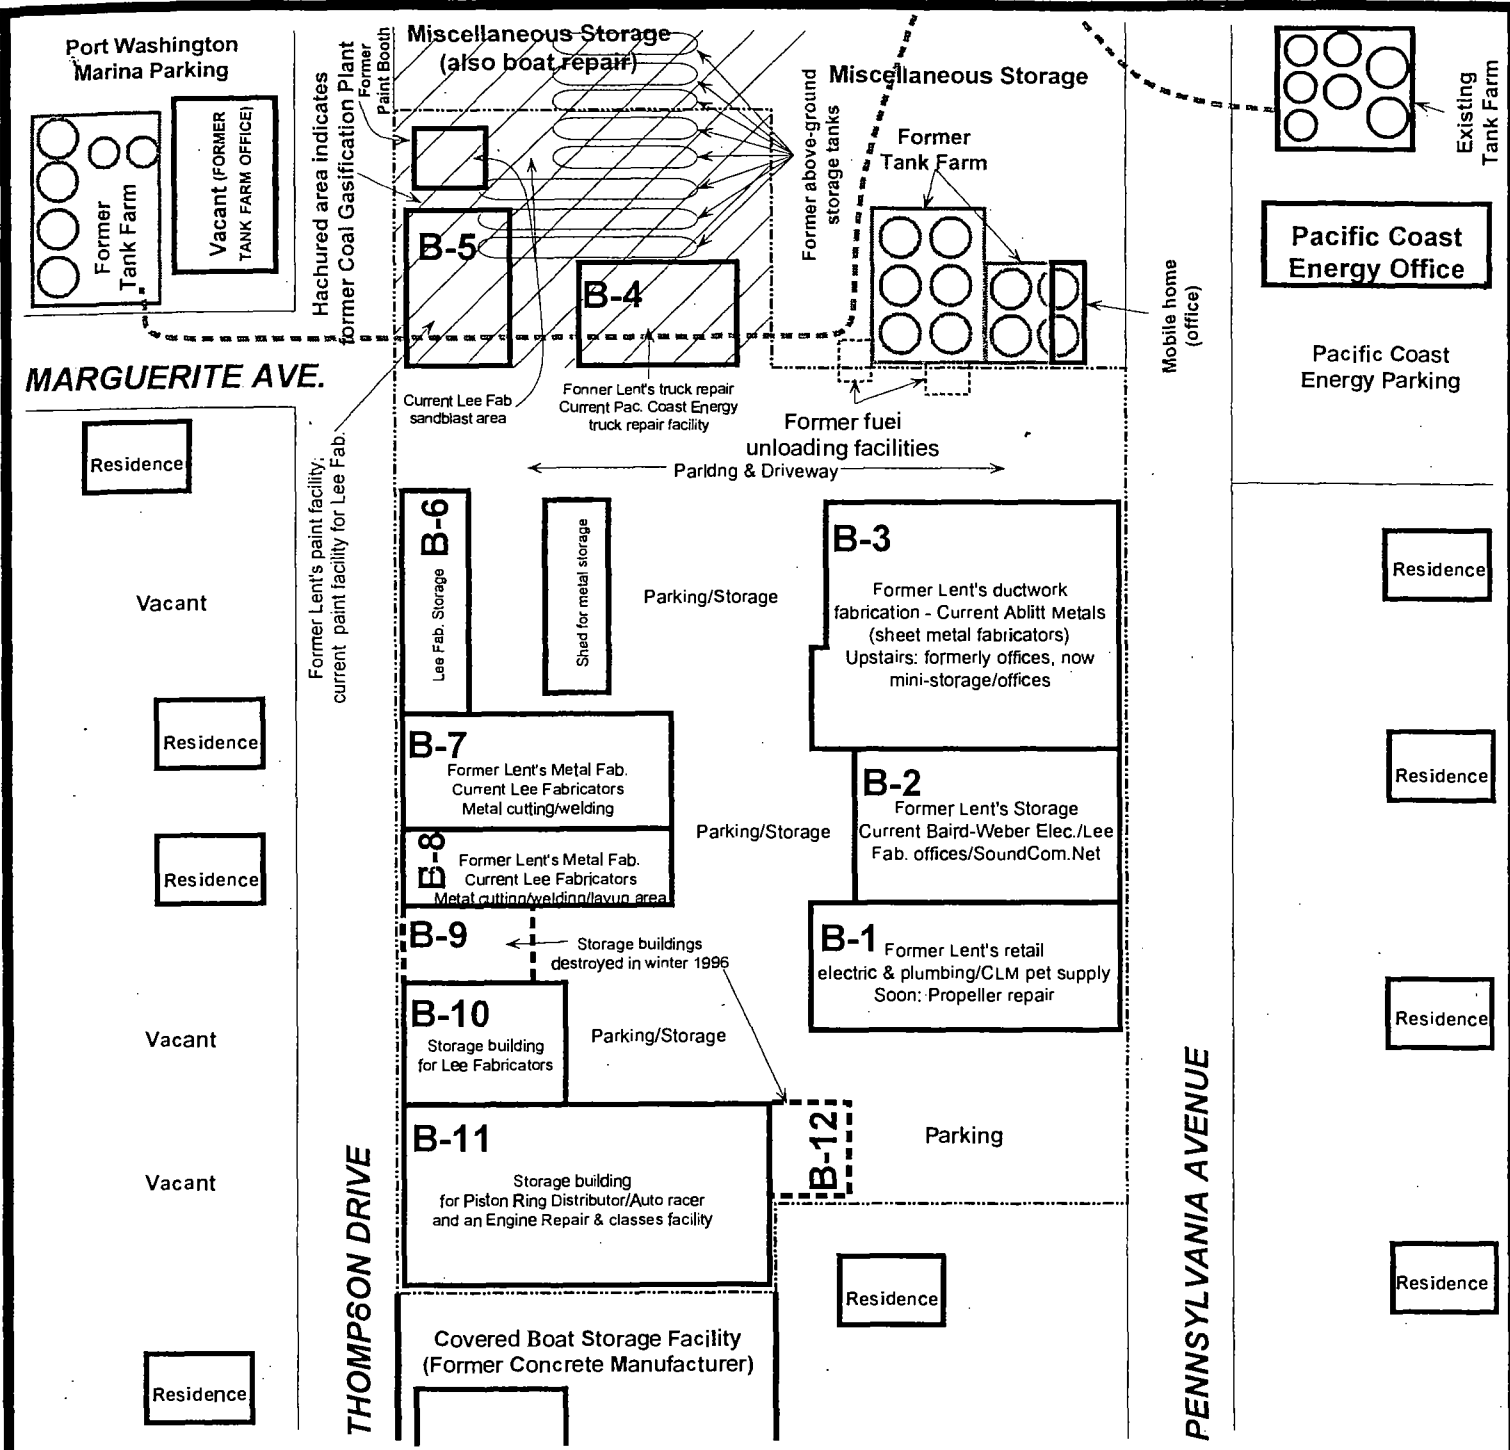 Port Washington
Marina Parking
Former
Tank Farm
Vacant (FORMER
TANK FARM OFFICE)
Hachured area indicates
former Coal Gasification Plant
Former
Paint Booth
Miscellaneous Storage
(also boat repair)
Former above-ground
storage tanks
Miscellaneous Storage
Former
Tank Farm
Existing
Tank Farm
Pacific Coast
Energy Office
Mobile home
(office)
Pacific Coast
Energy Parking
B-5
B-4
MARGUERITE AVE.
Current Lee Fab
sandblast area
Fonner Lent's truck repair
Current Pac. Coast Energy
truck repair facility
Former fuei
unloading facilities
Parldng & Driveway
Residence
Former Lent's paint facility;
current paint facility for Lee Fab.
B-6
Lee Fab. Storage
Shed for metal storage
Parking/Storage
B-3
Former Lent's ductwork
fabrication - Current Ablitt Metals
(sheet metal fabricators)
Upstairs: formerly offices, now
mini-storage/offices
Residence
Vacant
Residence
B-7
Former Lent's Metal Fab.
Current Lee Fabricators
Metal cutting/welding
B-2
Former Lent's Storage
Current Baird-Weber Elec./Lee
Fab. offices/SoundCom.Net
Residence
Parking/Storage
Residence
B-8
Former Lent's Metal Fab.
Current Lee Fabricators
Metal cutting/welding/layup area
B-9
Storage buildings
destroyed in winter 1996
B-1
Former Lent's retail
electric & plumbing/CLM pet supply
Soon: Propeller repair
B-10
Storage building
for Lee Fabricators
Parking/Storage
Residence
Vacant
B-11
Storage building
for Piston Ring Distributor/Auto racer
and an Engine Repair & classes facility
B-12
Parking
Vacant
THOMPSON DRIVE
PENNSYLVANIA AVENUE
Residence
Residence
Covered Boat Storage Facility
(Former Concrete Manufacturer)
Residence